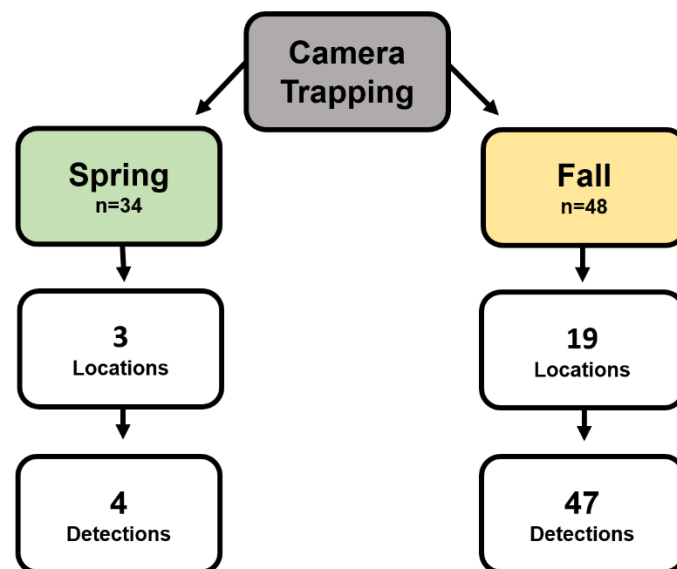 Camera
Trapping
Spring
n=34
Fall
n=48
3
Locations
19
Locations
4
Detections
47
Detections